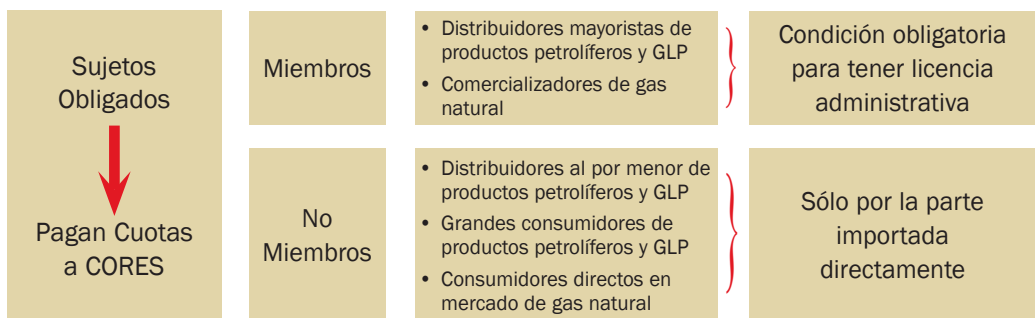 Sujetos
Obligados
Pagan Cuotas
a CORES
Miembros
• Distribuidores mayoristas de
productos petrolíferos y GLP
• Comercializadores de gas
natural
Condición obligatoria
para tener licencia
administrativa
No
Miembros
• Distribuidores al por menor de
productos petrolíferos y GLP
• Grandes consumidores de
productos petrolíferos y GLP
• Consumidores directos en
mercado de gas natural
Sólo por la parte
importada
directamente